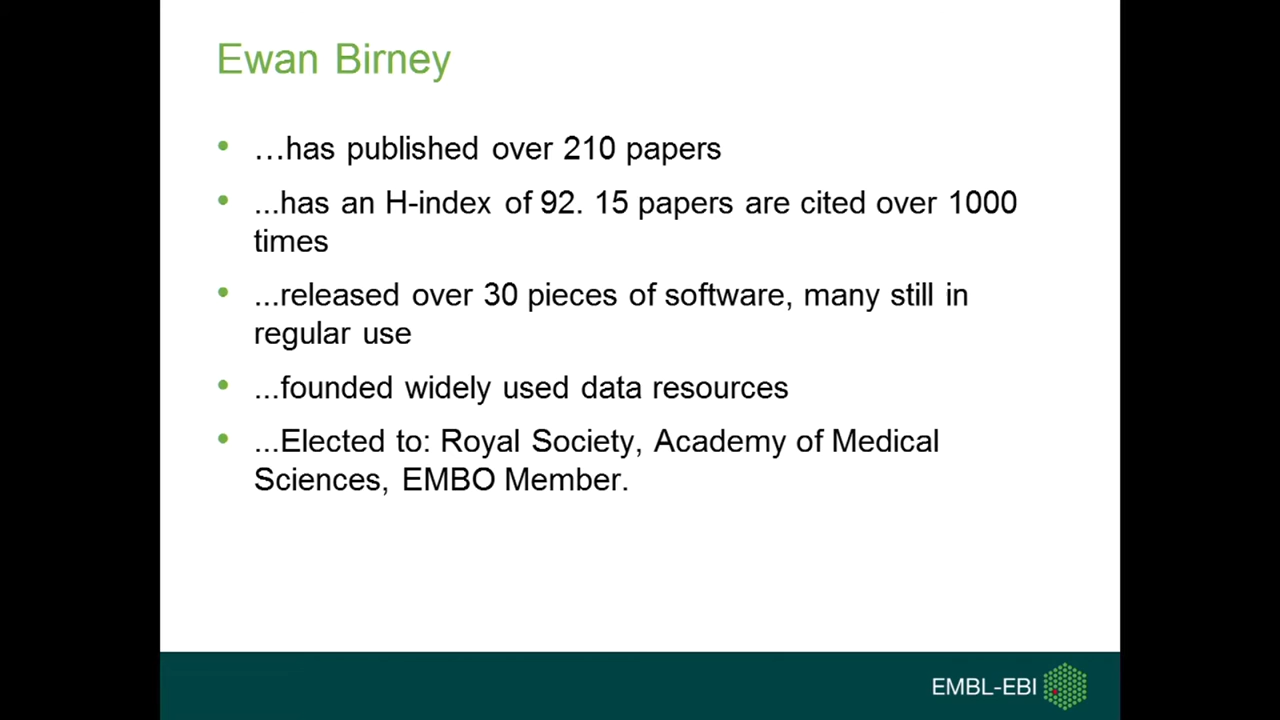 Ewan Birney
• …has published over 210 papers
• ...has an H-index of 92. 15 papers are cited over 1000
times
• ...released over 30 pieces of software, many still in
regular use
• ...founded widely used data resources
• ...Elected to: Royal Society, Academy of Medical
Sciences, EMBO Member.
EMBL-EBI